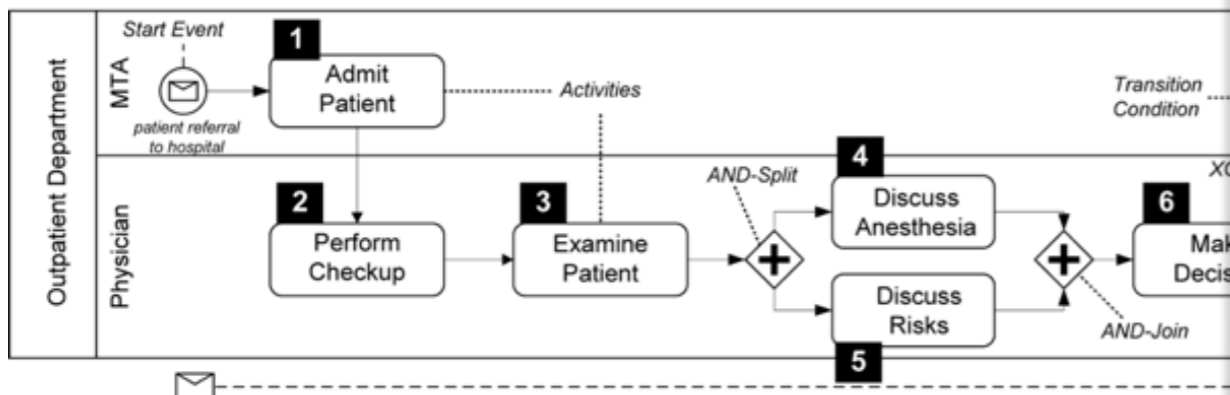 Outpatient Department
MTA
Start Event
patient referral
to hospital
1
Admit
Patient
Activities
Transition
Condition
Physician
2
Perform
Checkup
3
Examine
Patient
AND-Split
4
Discuss
Anesthesia
Discuss
Risks
5
AND-Join
6